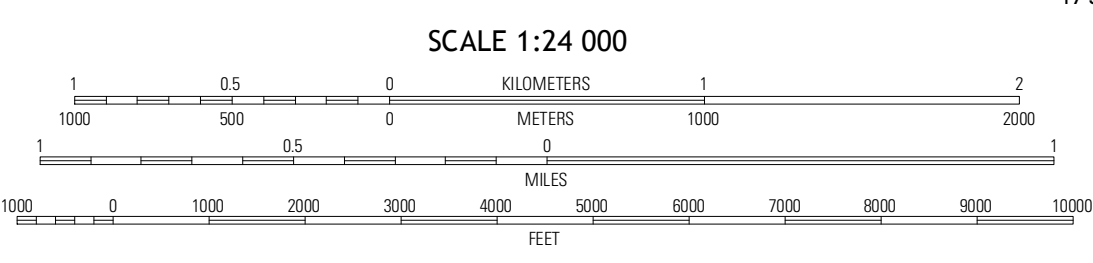 SCALE 1:24 000
1 0.5 0 KILOMETERS 1 2
1000 500 0 METERS 1000 2000
1 0.5 0 1
MILES
1000 0 1000 2000 3000 4000 5000 6000 7000 8000 9000 10000
FEET